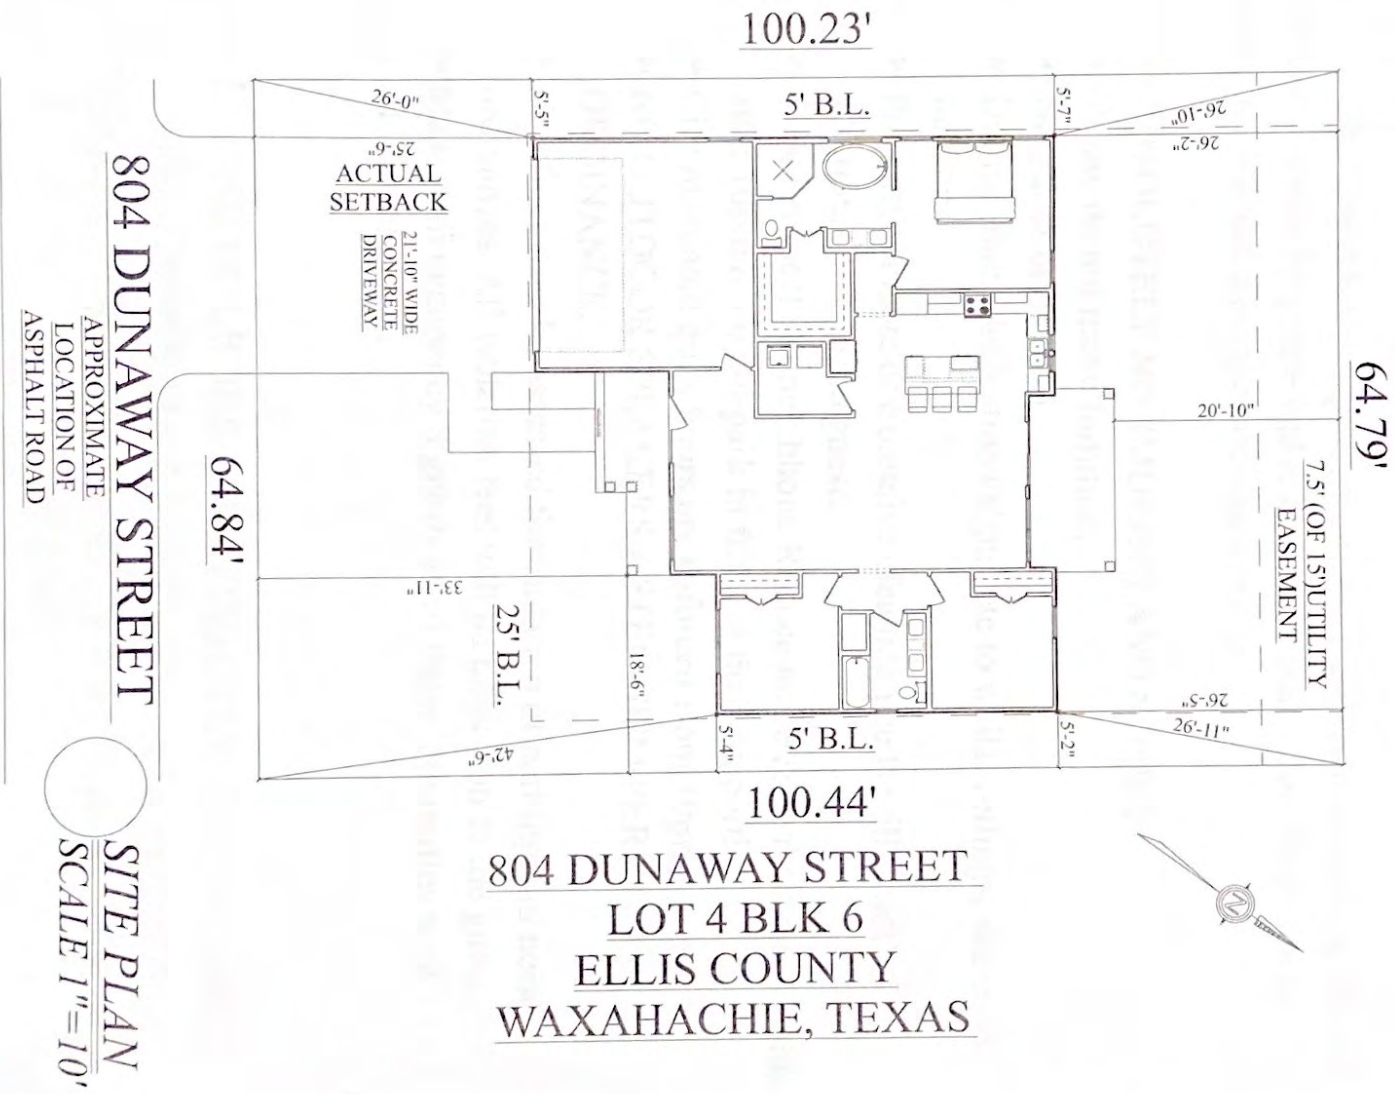 100.23'
5' B.L.
26'-0"
5'-5"
5'-7"
26'-10"
26'-2"
25'-6"
ACTUAL
SETBACK
21'-10" WIDE
CONCRETE
DRIVEWAY
804 DUNAWAY STREET
APPROXIMATE
LOCATION OF
ASPHALT ROAD
64.84'
64.79'
20'-10"
7.5' (OF 15')UTILITY
EASEMENT
33'-11"
25' B.L.
18'-6"
26'-5"
26'-11"
42'-6"
5'-4"
5' B.L.
5'-2"
100.44'
804 DUNAWAY STREET
LOT 4 BLK 6
ELLIS COUNTY
WAXAHACHIE, TEXAS
N
SITE PLAN
SCALE 1"=10'